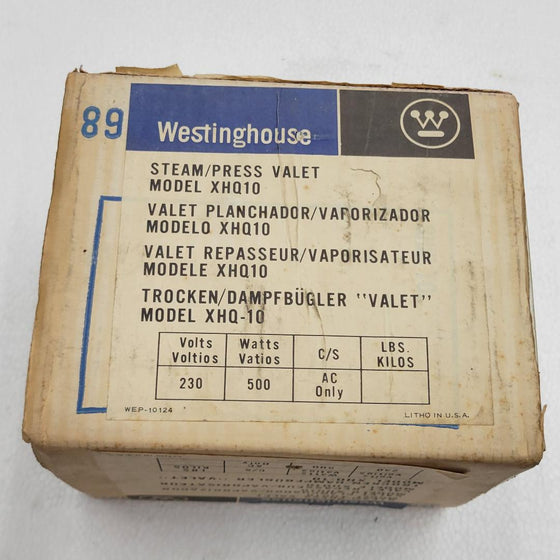 89
Westinghouse
W
STEAM/PRESS VALET
MODEL XHQ10
VALET PLANCHADOR/VAPORIZADOR
MODELO XHQ10
VALET REPASSEUR/VAPORISATEUR
MODELE XHQ10
TROCKEN/DAMPFBÜGLER "VALET"
MODEL XHQ-10
Volts Watts C/S LBS.
Voltios Vatios KILOS
230 500 AC
Only
WEP-10124 LITHO IN U.S.A.